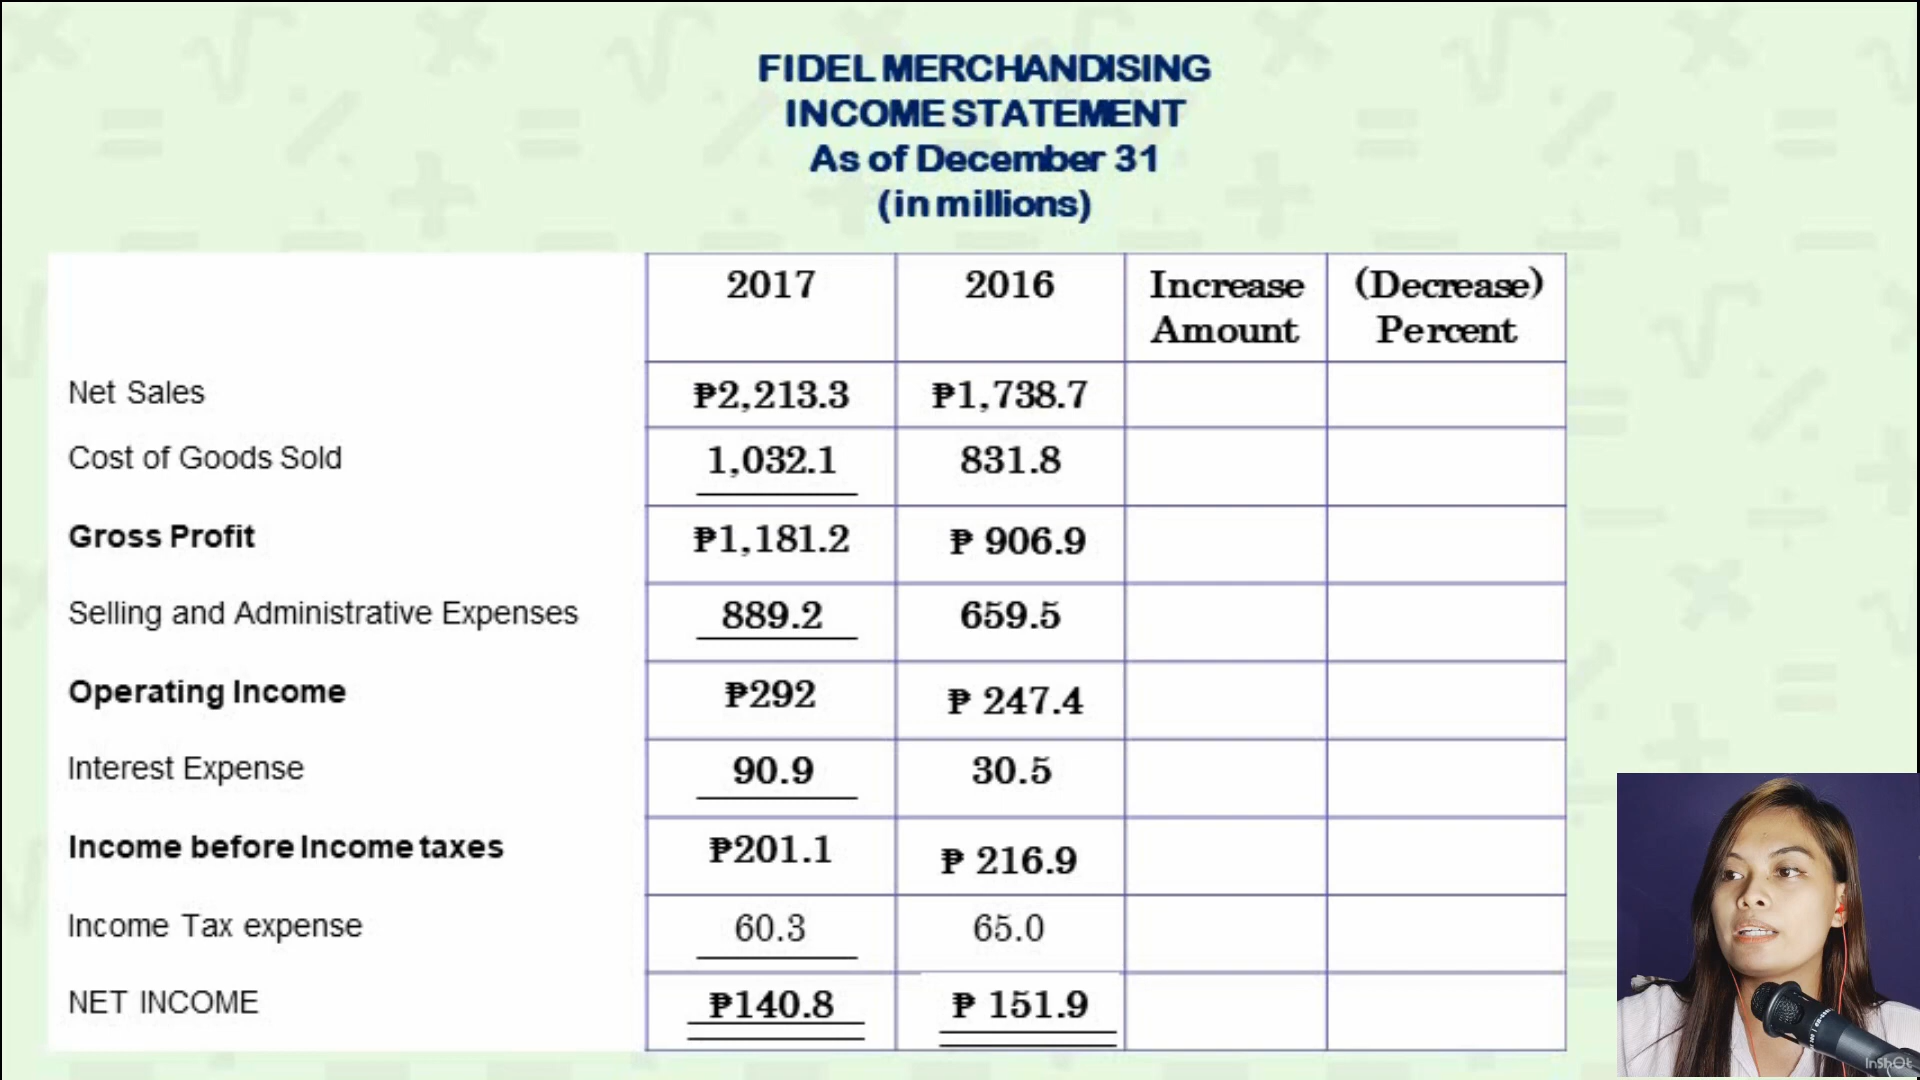 FIDEL MERCHANDISING
INCOME STATEMENT
As of December 31
(in millions)
2017 2016 Increase Amount (Decrease) Percent
Net Sales ₱2,213.3 ₱1,738.7
Cost of Goods Sold 1,032.1 831.8
Gross Profit ₱1,181.2 ₱ 906.9
Selling and Administrative Expenses 889.2 659.5
Operating Income ₱292 ₱ 247.4
Interest Expense 90.9 30.5
Income before Income taxes ₱201.1 ₱ 216.9
Income Tax expense 60.3 65.0
NET INCOME ₱140.8 ₱ 151.9
InShOt